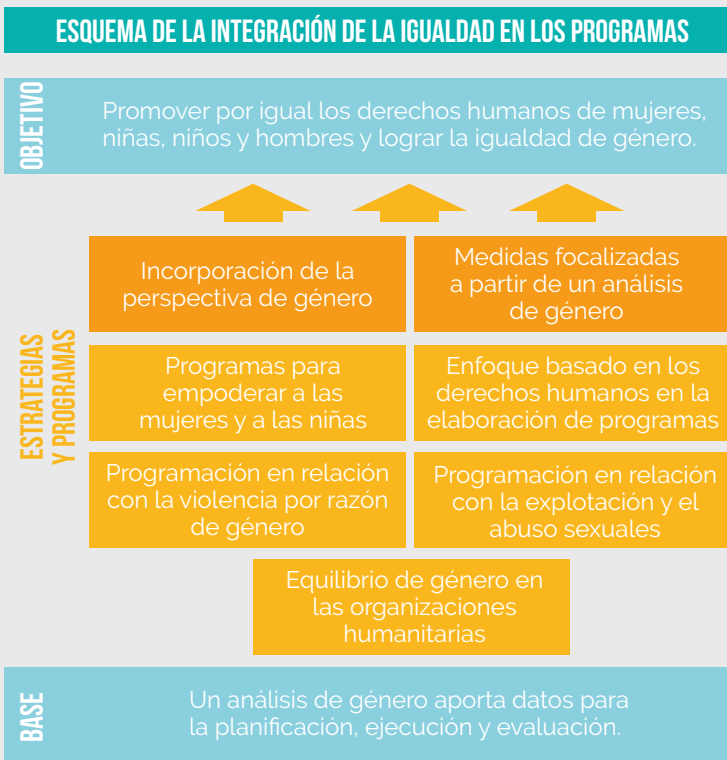 ESQUEMA DE LA INTEGRACIÓN DE LA IGUALDAD EN LOS PROGRAMAS
OBJETIVO
Promover por igual los derechos humanos de mujeres,
niñas, niños y hombres y lograr la igualdad de género.
ESTRATEGIAS
Y PROGRAMAS
Incorporación de la
perspectiva de género
Medidas focalizadas
a partir de un análisis
de género
Programas para
empoderar a las
mujeres y a las niñas
Enfoque basado en los
derechos humanos en la
elaboración de programas
Programación en relación
con la violencia por razón
de género
Programación en relación
con la explotación y el
abuso sexuales
Equilibrio de género en
las organizaciones
humanitarias
BASE
Un análisis de género aporta datos para
la planificación, ejecución y evaluación.